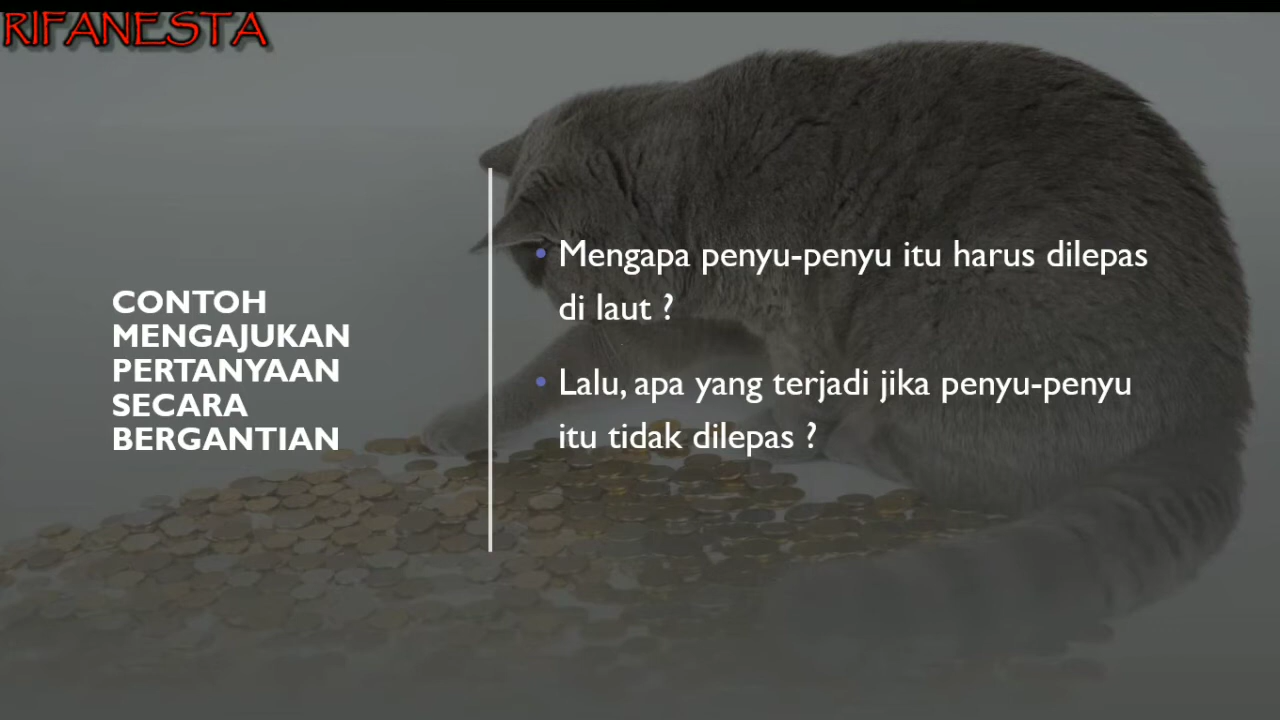 RIFANESTA
CONTOH
MENGAJUKAN
PERTANYAAN
SECARA
BERGANTIAN
• Mengapa penyu-penyu itu harus dilepas
di laut ?
• Lalu, apa yang terjadi jika penyu-penyu
itu tidak dilepas ?